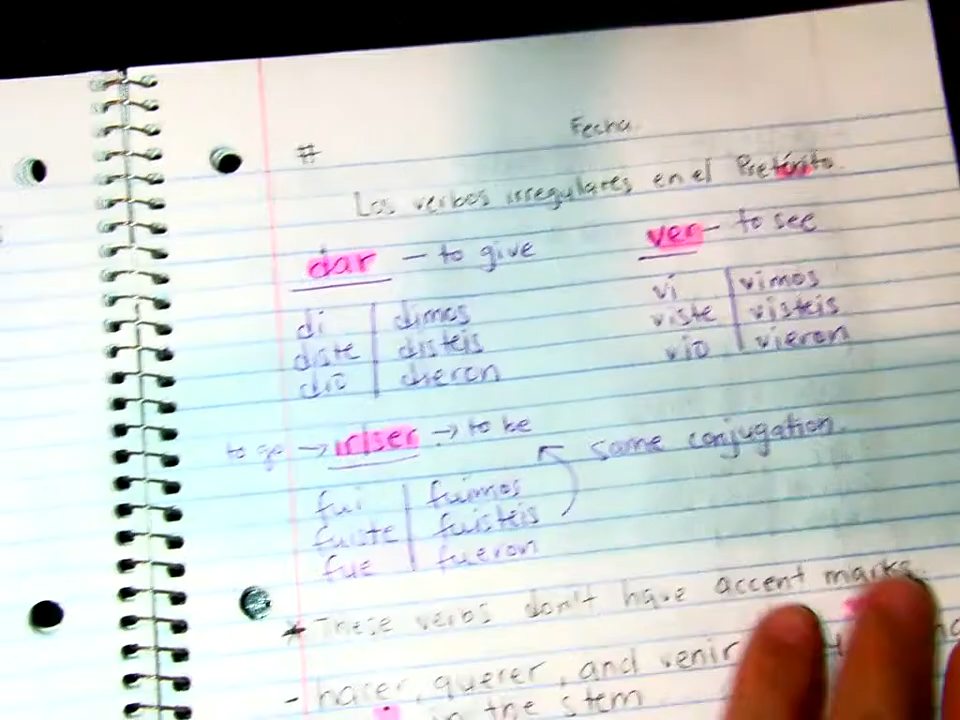 # Fecha
Los verbos irregulares en el Pretérito.
dar – to give
ver – to see
di dimos
diste disteis
dio dieron
vi vimos
viste visteis
vio vieron
to go → ir/ser → to be
same conjugation.
fui fuimos
fuiste fuisteis
fue fueron
* These verbs don't have accent marks.
- hacer, querer, and venir
in the stem